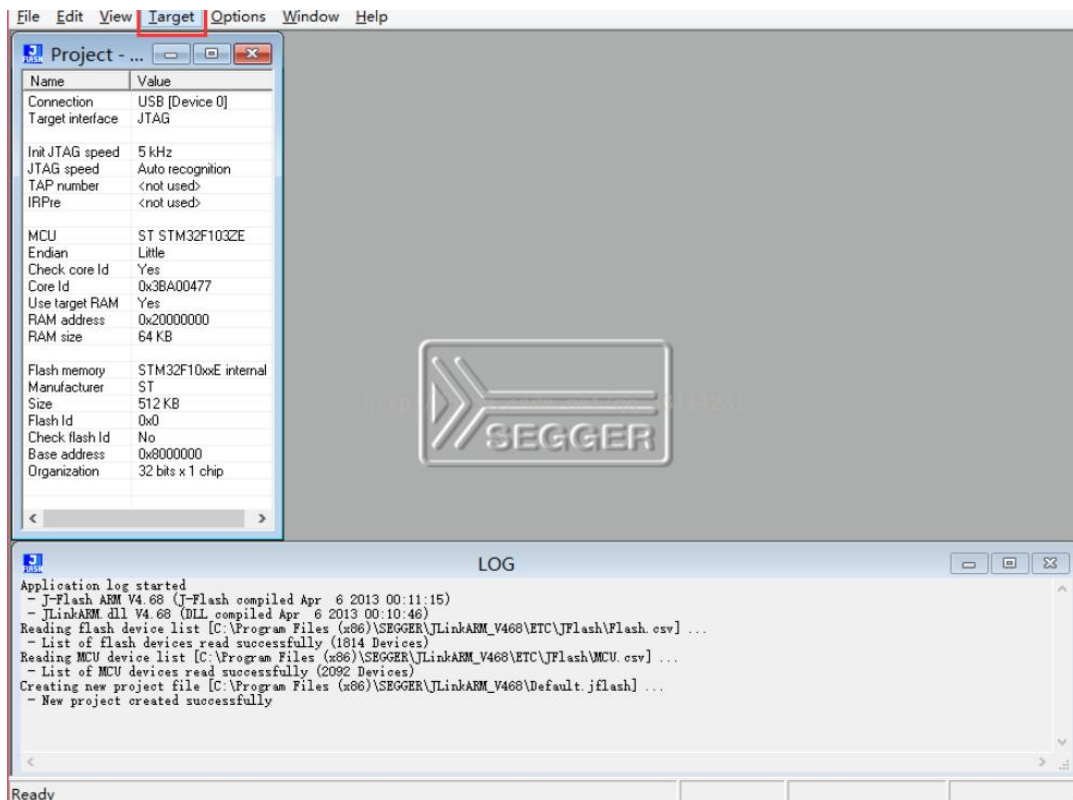 File Edit View Target Options Window Help
Project - ...
Name Value
Connection USB [Device 0]
Target interface JTAG
Init JTAG speed 5 kHz
JTAG speed Auto recognition
TAP number <not used>
IRPre <not used>
MCU ST STM32F103ZE
Endian Little
Check core Id Yes
Core Id 0x3BA00477
Use target RAM Yes
RAM address 0x20000000
RAM size 64 KB
Flash memory STM32F10xxE internal
Manufacturer ST
Size 512 KB
Flash Id 0x0
Check flash Id No
Base address 0x8000000
Organization 32 bits x 1 chip
SEGGER
LOG
Application log started
- J-Flash ARM V4.68 (J-Flash compiled Apr 6 2013 00:11:15)
- JLinkARM.dll V4.68 (DLL compiled Apr 6 2013 00:10:46)
Reading flash device list [C:\Program Files (x86)\SEGGER\JLinkARM_V468\ETC\JFlash\Flash.csv] ...
- List of flash devices read successfully (1814 Devices)
Reading MCU device list [C:\Program Files (x86)\SEGGER\JLinkARM_V468\ETC\JFlash\MCU.csv] ...
- List of MCU devices read successfully (2092 Devices)
Creating new project file [C:\Program Files (x86)\SEGGER\JLinkARM_V468\Default.jflash] ...
- New project created successfully
Ready